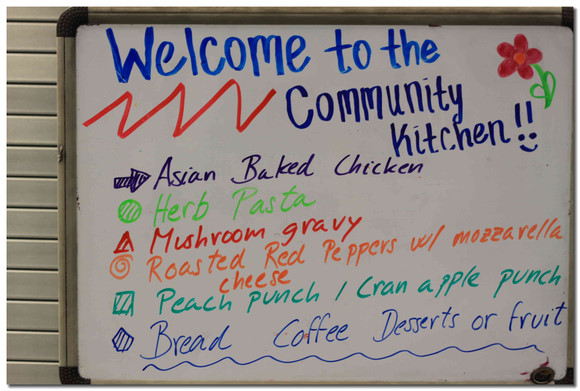 Welcome to the
Community
Kitchen!!
Asian Baked Chicken
Herb Pasta
Mushroom gravy
Roasted Red Peppers w/ mozzarella
cheese
Peach punch / Cran apple punch
Bread Coffee Desserts or fruit